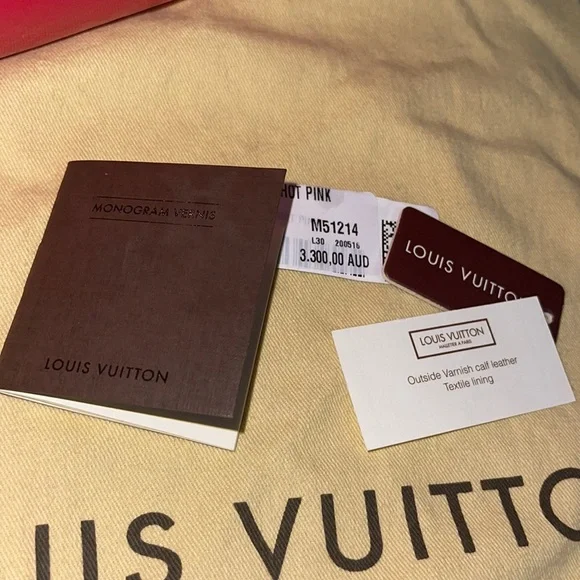 MONOGRAM VERNIS
LOUIS VUITTON
HOT PINK
M51214
L30 200516
3.300,00 AUD
LOUIS VUITTON
LOUIS VUITTON
MALLETIER A PARIS
Outside Varnish calf leather
Textile lining
UIS VUITTO